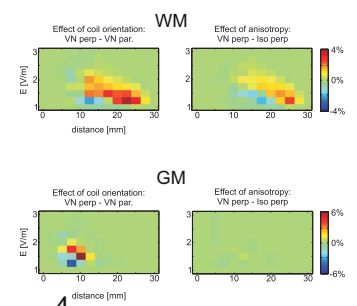 WM
Effect of coil orientation:
VN perp - VN par.
Effect of anisotropy:
VN perp - Iso perp
3
2
1
E [V/m]
0 10 20 30
distance [mm]
0 10 20 30
4%
0%
-4%
GM
Effect of coil orientation:
VN perp - VN par.
Effect of anisotropy:
VN perp - Iso perp
3
2
1
E [V/m]
0 10 20 30
distance [mm]
3
2
1
0 10 20 30
6%
0%
-6%
4